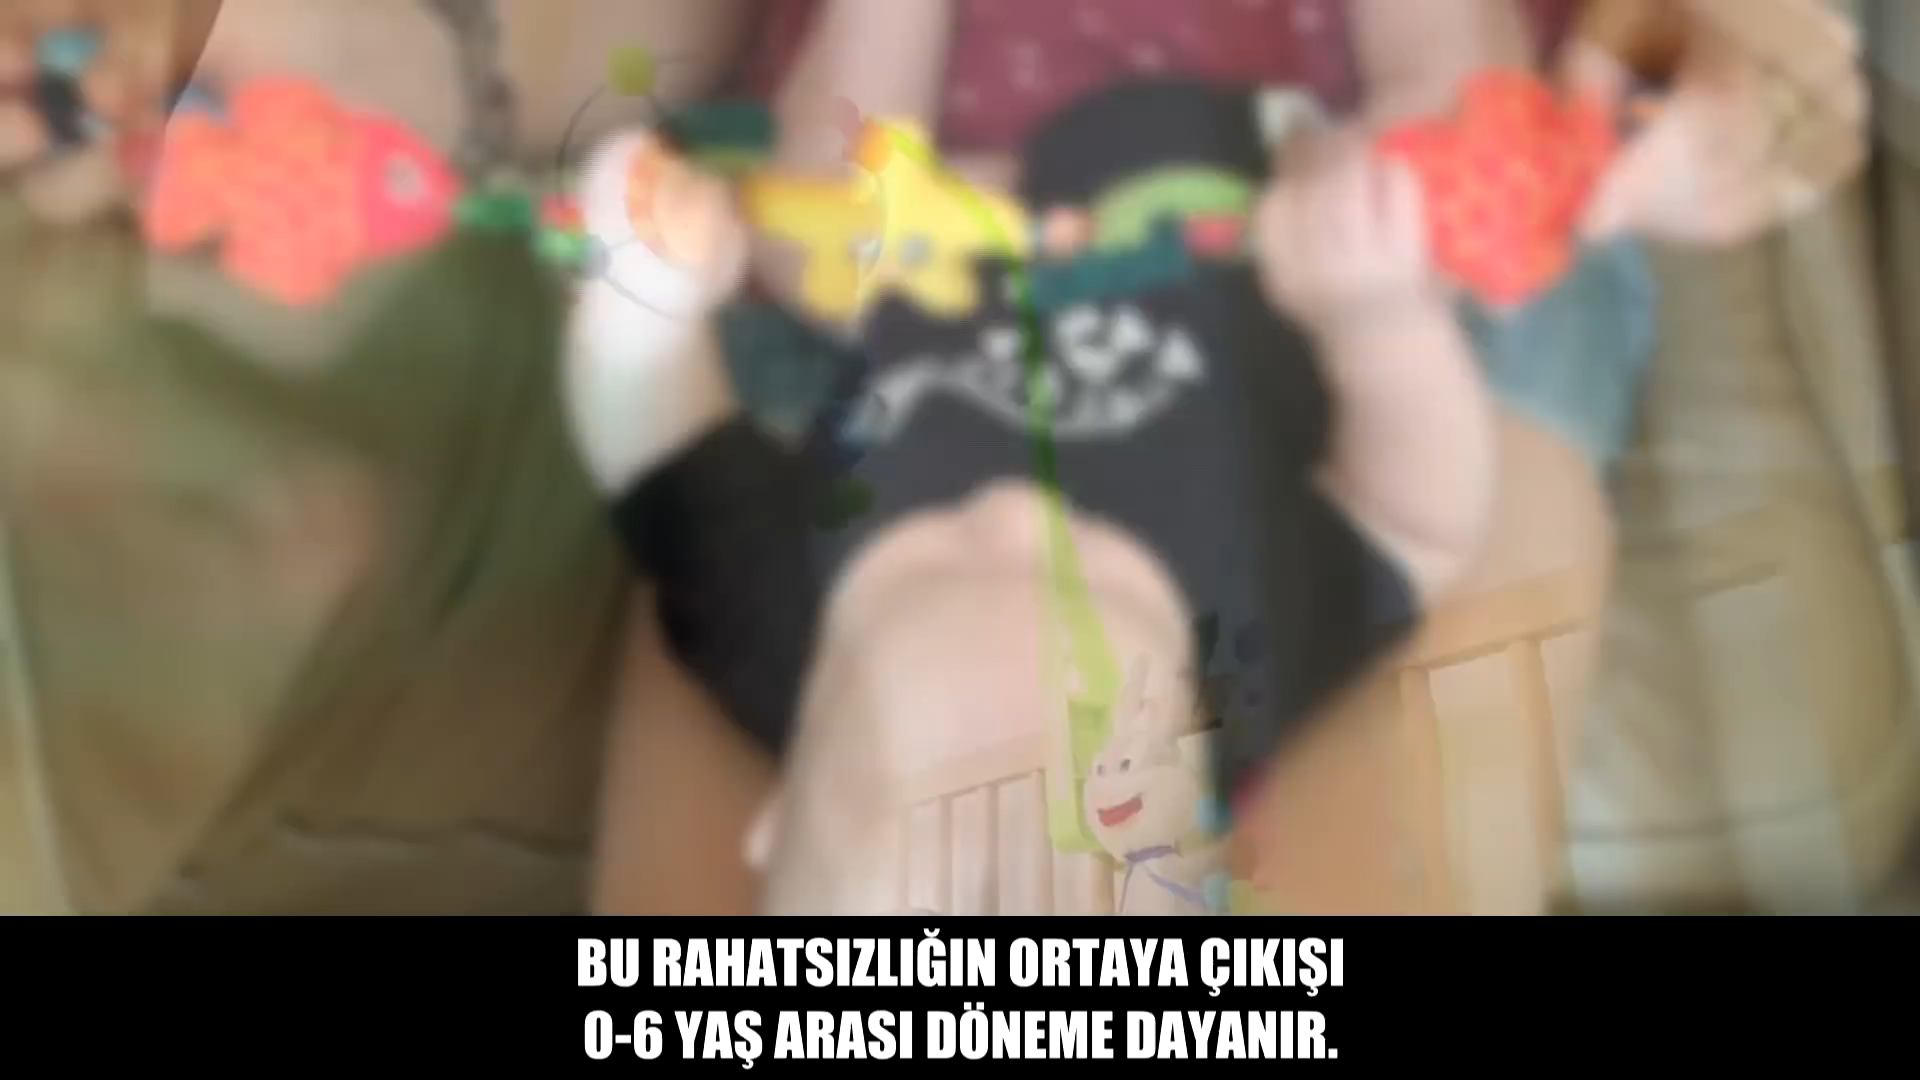 BU RAHATSIZLIĞIN ORTAYA ÇIKIŞI
0-6 YAŞ ARASI DÖNEME DAYANIR.